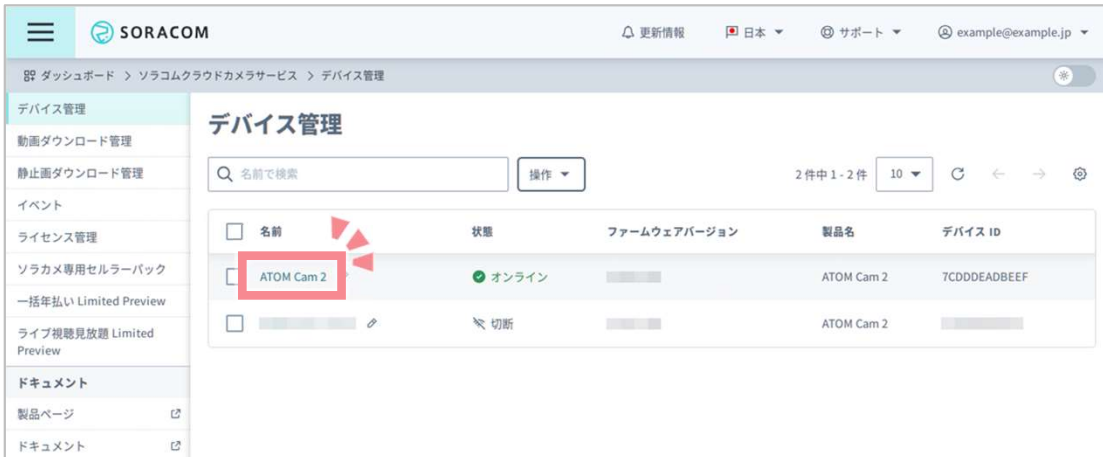 SORACOM
更新情報
日本
サポート
example@example.jp
ダッシュボード > ソラコムクラウドカメラサービス > デバイス管理
デバイス管理
動画ダウンロード管理
静止画ダウンロード管理
イベント
ライセンス管理
ソラカメ専用セルラーパック
一括年払い Limited Preview
ライブ視聴見放題 Limited
Preview
ドキュメント
製品ページ
ドキュメント
デバイス管理
名前で検索
操作
2 件中 1 - 2 件
10
名前 状態 ファームウェアバージョン 製品名 デバイス ID
ATOM Cam 2 オンライン ATOM Cam 2 7CDDDEADBEEF
切断 ATOM Cam 2